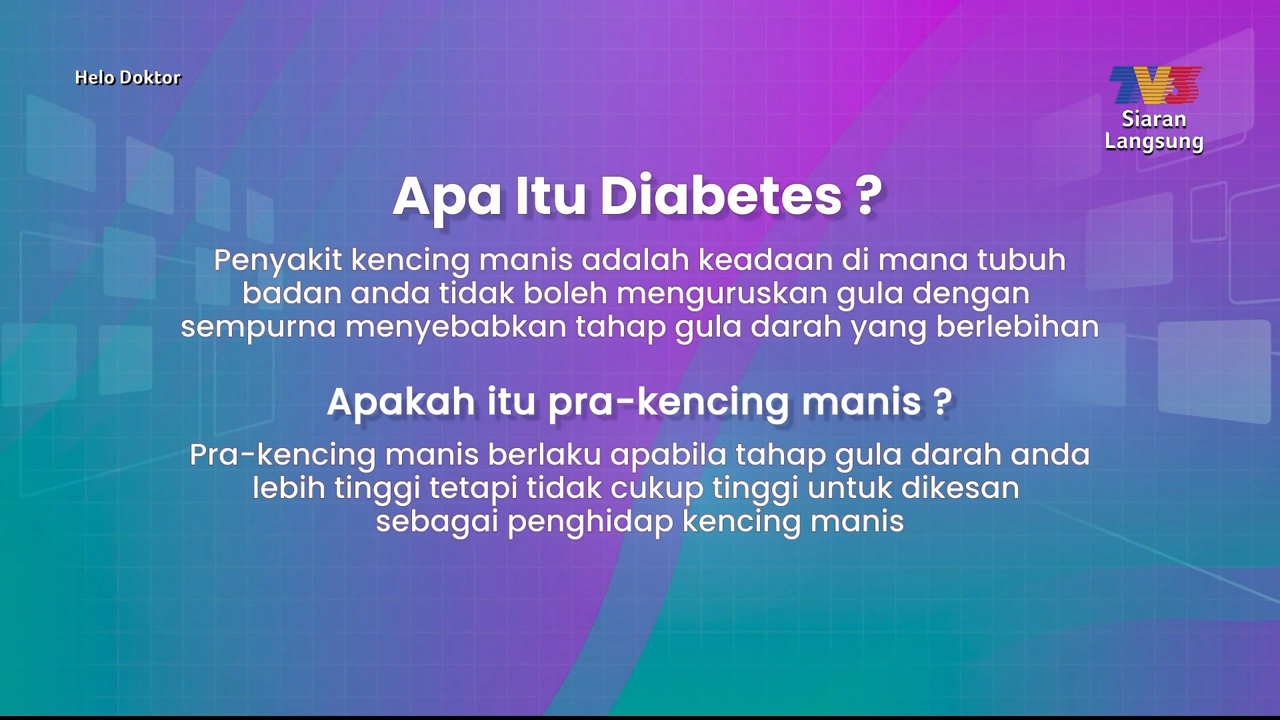 Helo Doktor
TV3
Siaran
Langsung
Apa Itu Diabetes ?
Penyakit kencing manis adalah keadaan di mana tubuh
badan anda tidak boleh menguruskan gula dengan
sempurna menyebabkan tahap gula darah yang berlebihan
Apakah itu pra-kencing manis ?
Pra-kencing manis berlaku apabila tahap gula darah anda
lebih tinggi tetapi tidak cukup tinggi untuk dikesan
sebagai penghidap kencing manis